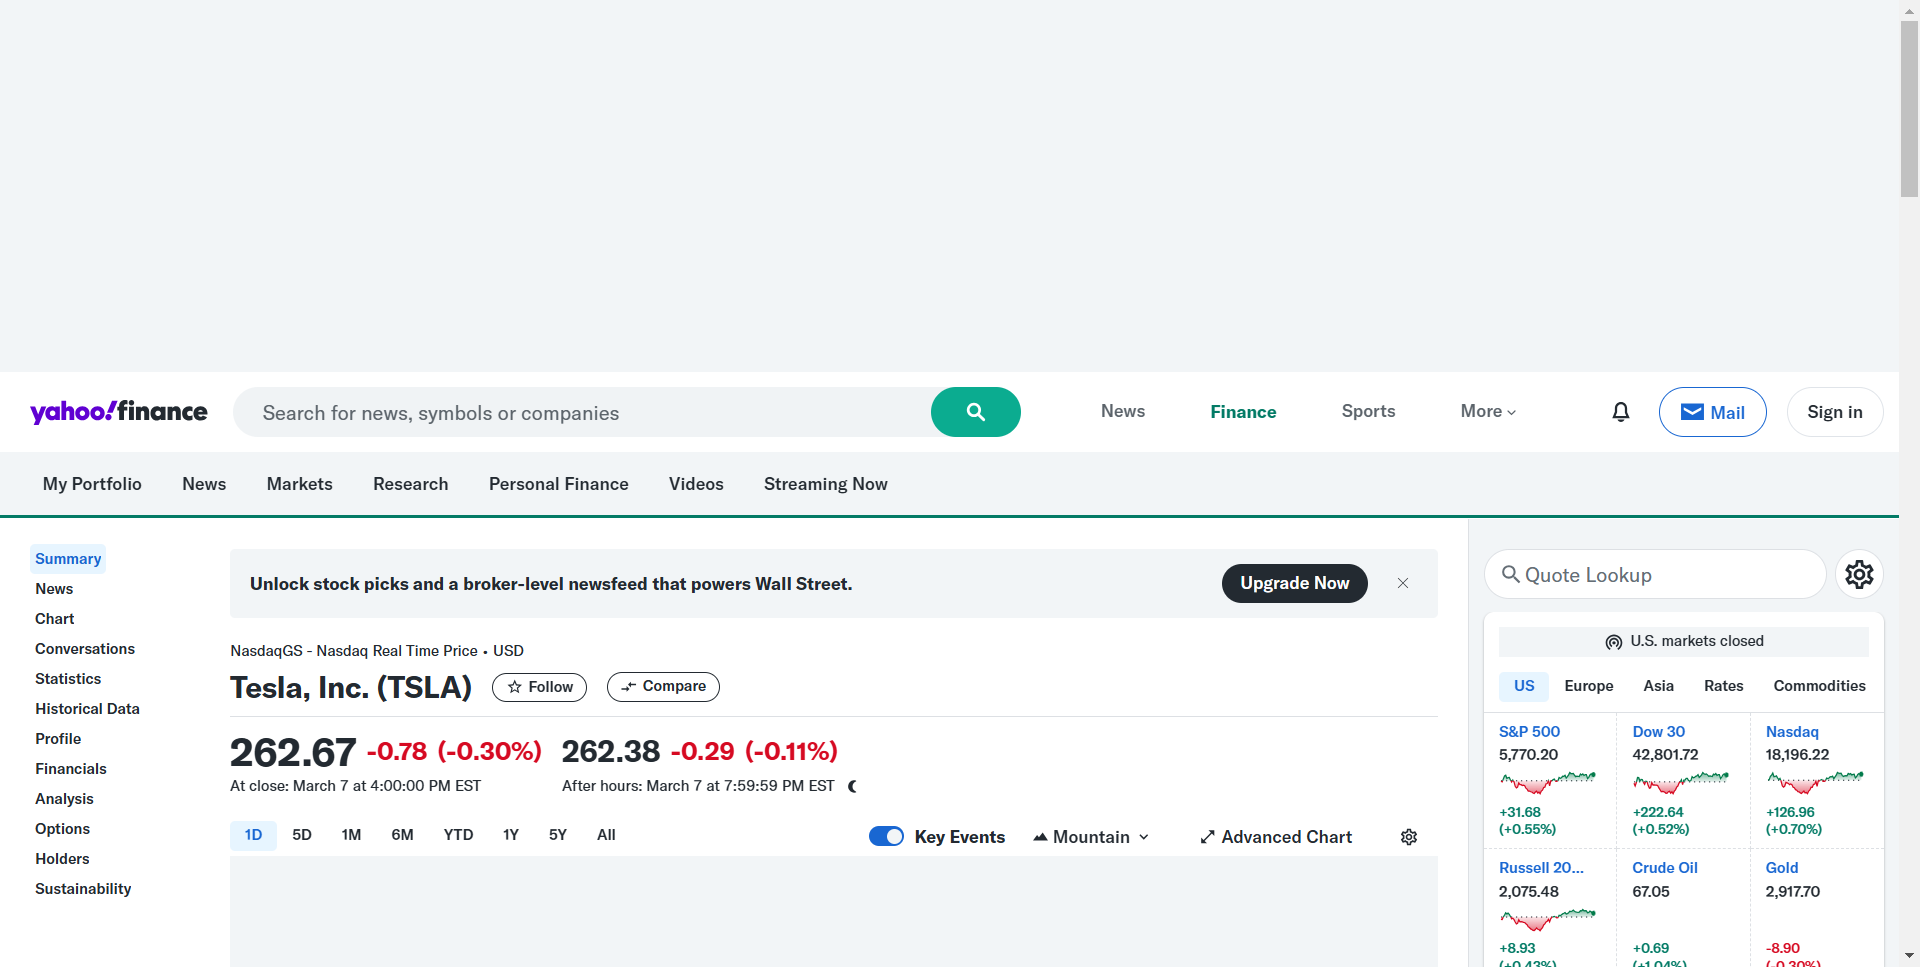 yahoo!finance
Search for news, symbols or companies
News
Finance
Sports
More
Mail
Sign in
My Portfolio
News
Markets
Research
Personal Finance
Videos
Streaming Now
Summary
News
Chart
Conversations
Statistics
Historical Data
Profile
Financials
Analysis
Options
Holders
Sustainability
Unlock stock picks and a broker-level newsfeed that powers Wall Street.
Upgrade Now
NasdaqGS - Nasdaq Real Time Price • USD
Tesla, Inc. (TSLA)
Follow
Compare
262.67 -0.78 (-0.30%)
At close: March 7 at 4:00:00 PM EST
262.38 -0.29 (-0.11%)
After hours: March 7 at 7:59:59 PM EST
1D
5D
1M
6M
YTD
1Y
5Y
All
Key Events
Mountain
Advanced Chart
Quote Lookup
U.S. markets closed
US
Europe
Asia
Rates
Commodities
S&P 500
5,770.20
+31.68
(+0.55%)
Dow 30
42,801.72
+222.64
(+0.52%)
Nasdaq
18,196.22
+126.96
(+0.70%)
Russell 20...
2,075.48
+8.93
(+0.43%)
Crude Oil
67.05
+0.69
(+1.04%)
Gold
2,917.70
-8.90
(-0.30%)